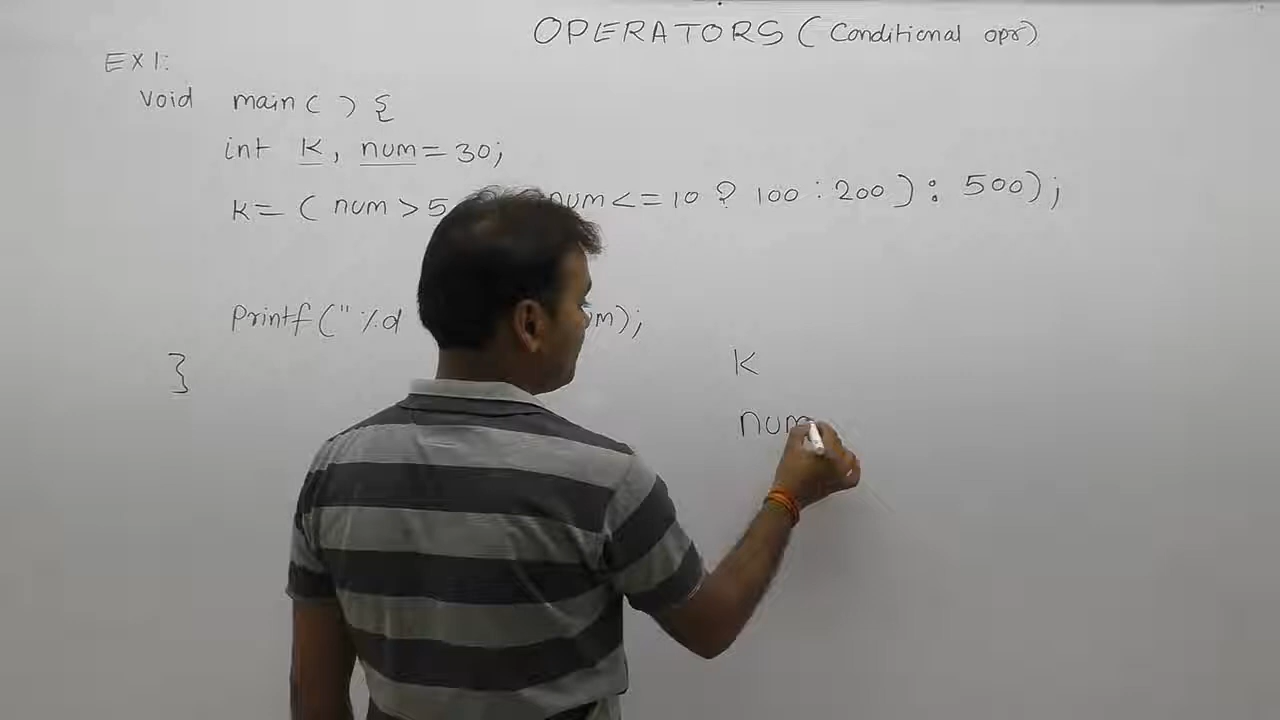 OPERATORS ( Conditional opr)
EX1:
void main( ) {
int K, num = 30;
K = ( num > 5 num <= 10 ? 100 : 200 ) : 500);
Printf(" %d m);
}
K
num